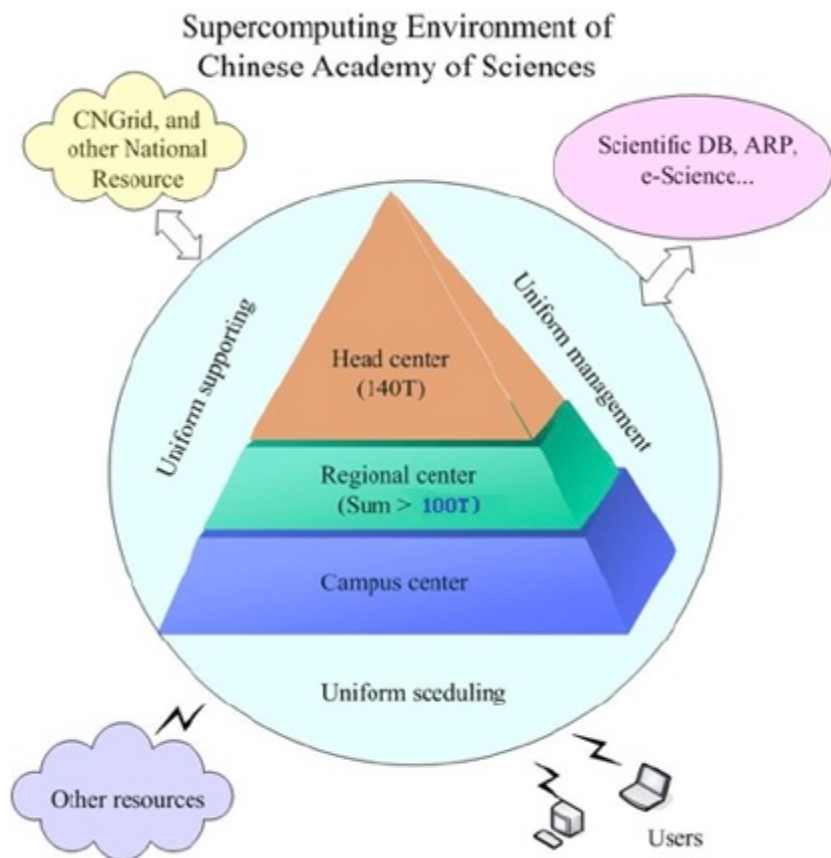 Supercomputing Environment of
Chinese Academy of Sciences
CNGrid, and
other National
Resource
Scientific DB, ARP,
e-Science...
Uniform supporting
Uniform management
Head center
(140T)
Regional center
(Sum > 100T)
Campus center
Uniform sceduling
Other resources
Users